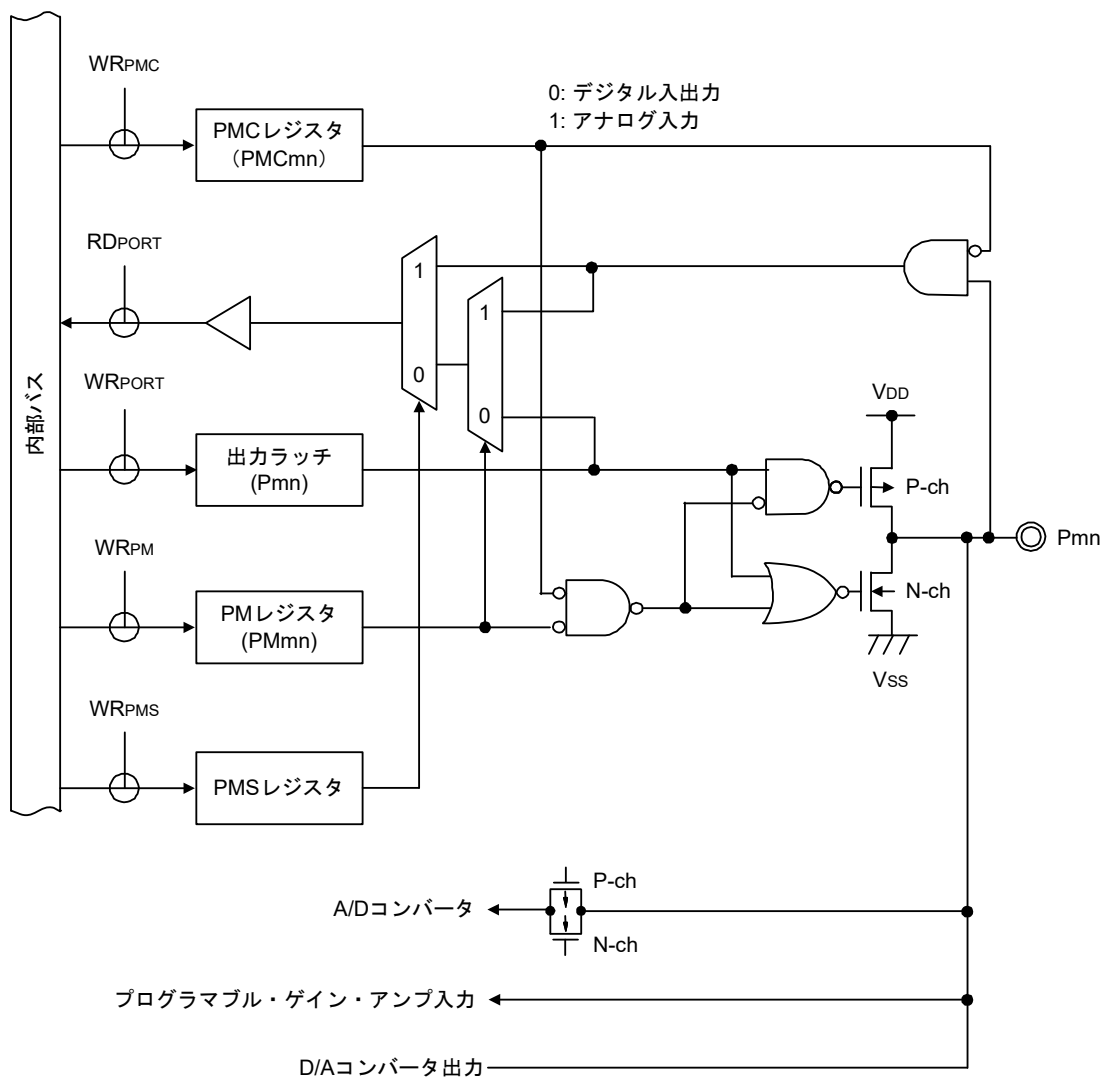 WRPMC
0: デジタル入出力
1: アナログ入力
PMCレジスタ
（PMCmn）
RDPORT
1
1
0
0
WRPORT
内部バス
VDD
出力ラッチ
(Pmn)
P-ch
Pmn
WRPM
N-ch
PMレジスタ
(PMmn)
VSS
WRPMS
PMSレジスタ
P-ch
A/Dコンバータ
N-ch
プログラマブル・ゲイン・アンプ入力
D/Aコンバータ出力